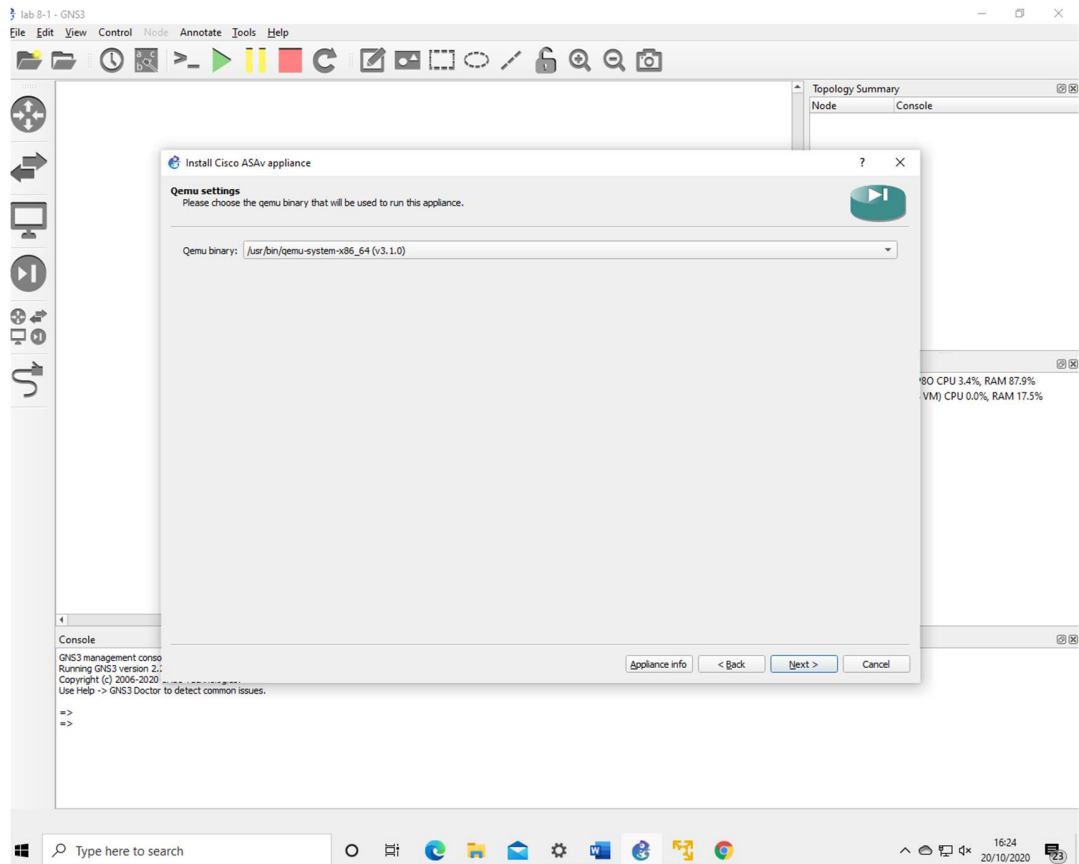 lab 8-1 - GNS3
File Edit View Control Node Annotate Tools Help
Topology Summary
Node Console
Install Cisco ASAv appliance
?
Qemu settings
Please choose the qemu binary that will be used to run this appliance.
Qemu binary: /usr/bin/qemu-system-x86_64 (v3.1.0)
CPU 3.4%, RAM 87.9%
VM) CPU 0.0%, RAM 17.5%
Appliance info < Back Next > Cancel
Console
GNS3 management conso
Running GNS3 version 2.
Copyright (c) 2006-2020
Use Help -> GNS3 Doctor to detect common issues.
=>
=>
Type here to search
16:24
20/10/2020
23